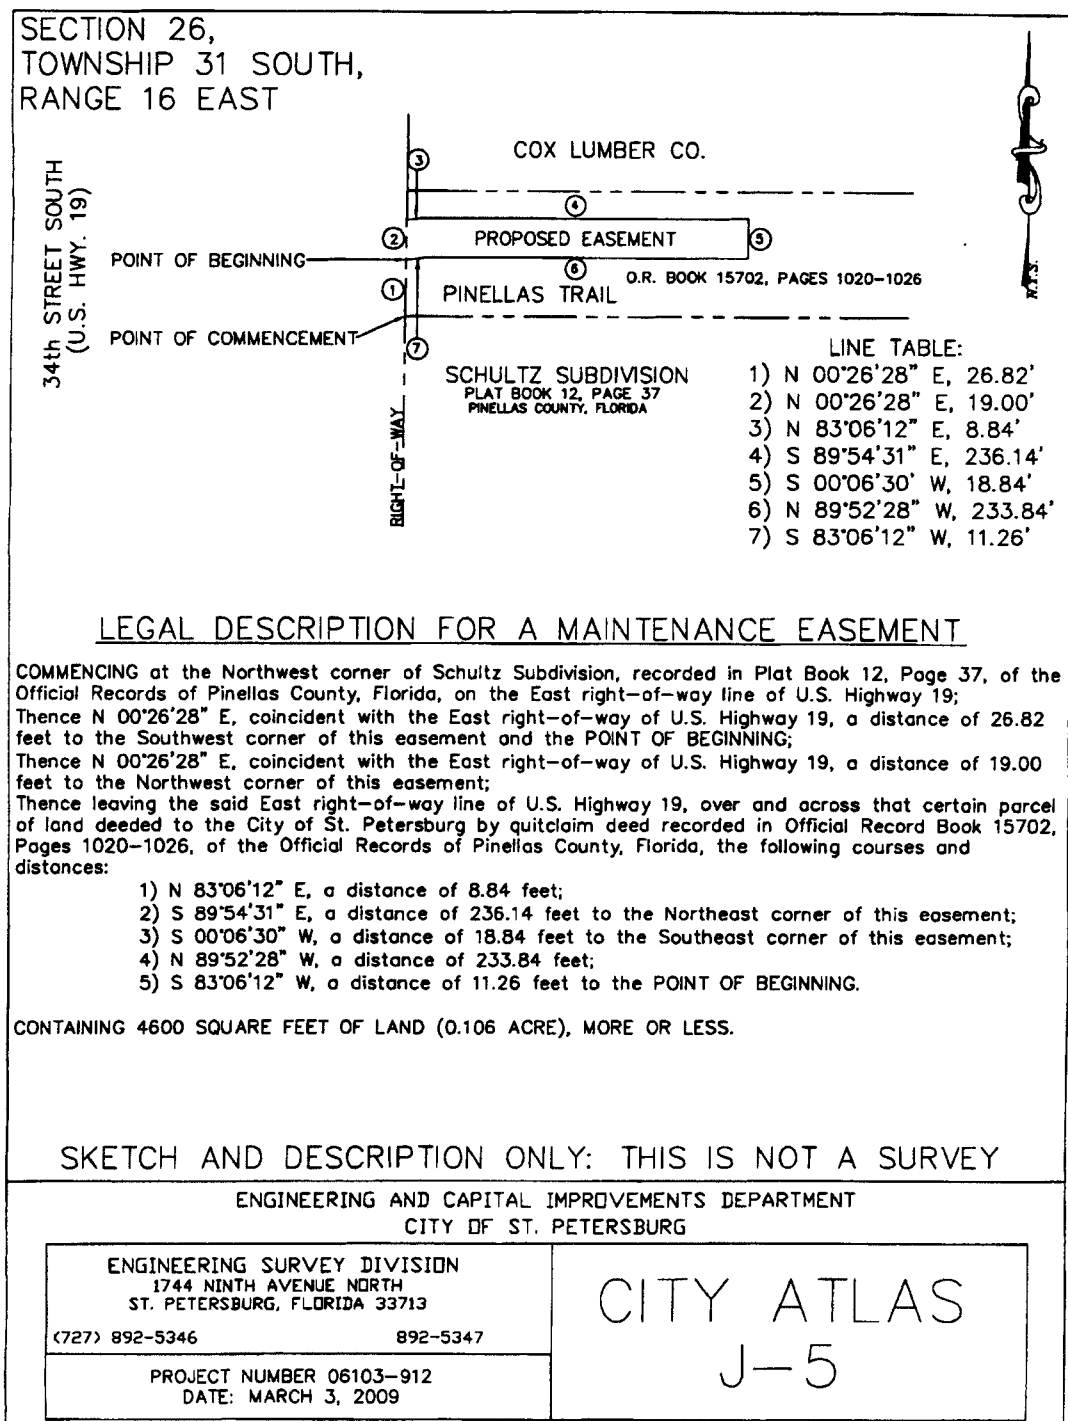 SECTION 26,
TOWNSHIP 31 SOUTH,
RANGE 16 EAST
34th STREET SOUTH
(U.S. HWY. 19)
COX LUMBER CO.
3
4
2
PROPOSED EASEMENT
5
POINT OF BEGINNING
6
O.R. BOOK 15702, PAGES 1020-1026
1
PINELLAS TRAIL
POINT OF COMMENCEMENT
7
N.T.S.
SCHULTZ SUBDIVISION
PLAT BOOK 12, PAGE 37
PINELLAS COUNTY, FLORIDA
RIGHT-OF-WAY
LINE TABLE:
1) N 00°26'28" E, 26.82'
2) N 00°26'28" E, 19.00'
3) N 83°06'12" E, 8.84'
4) S 89°54'31" E, 236.14'
5) S 00°06'30' W, 18.84'
6) N 89°52'28" W, 233.84'
7) S 83°06'12" W, 11.26'
LEGAL DESCRIPTION FOR A MAINTENANCE EASEMENT
COMMENCING at the Northwest corner of Schultz Subdivision, recorded in Plat Book 12, Page 37, of the
Official Records of Pinellas County, Florida, on the East right-of-way line of U.S. Highway 19;
Thence N 00°26'28" E, coincident with the East right-of-way of U.S. Highway 19, a distance of 26.82
feet to the Southwest corner of this easement and the POINT OF BEGINNING;
Thence N 00°26'28" E, coincident with the East right-of-way of U.S. Highway 19, a distance of 19.00
feet to the Northwest corner of this easement;
Thence leaving the said East right-of-way line of U.S. Highway 19, over and across that certain parcel
of land deeded to the City of St. Petersburg by quitclaim deed recorded in Official Record Book 15702,
Pages 1020-1026, of the Official Records of Pinellas County, Florida, the following courses and
distances:
1) N 83°06'12" E, a distance of 8.84 feet;
2) S 89°54'31" E, a distance of 236.14 feet to the Northeast corner of this easement;
3) S 00°06'30" W, a distance of 18.84 feet to the Southeast corner of this easement;
4) N 89°52'28" W, a distance of 233.84 feet;
5) S 83°06'12" W, a distance of 11.26 feet to the POINT OF BEGINNING.
CONTAINING 4600 SQUARE FEET OF LAND (0.106 ACRE), MORE OR LESS.
SKETCH AND DESCRIPTION ONLY: THIS IS NOT A SURVEY
ENGINEERING AND CAPITAL IMPROVEMENTS DEPARTMENT
CITY OF ST. PETERSBURG
ENGINEERING SURVEY DIVISION
1744 NINTH AVENUE NORTH
ST. PETERSBURG, FLORIDA 33713
(727) 892-5346 892-5347
PROJECT NUMBER 06103-912
DATE: MARCH 3, 2009
CITY ATLAS
J-5